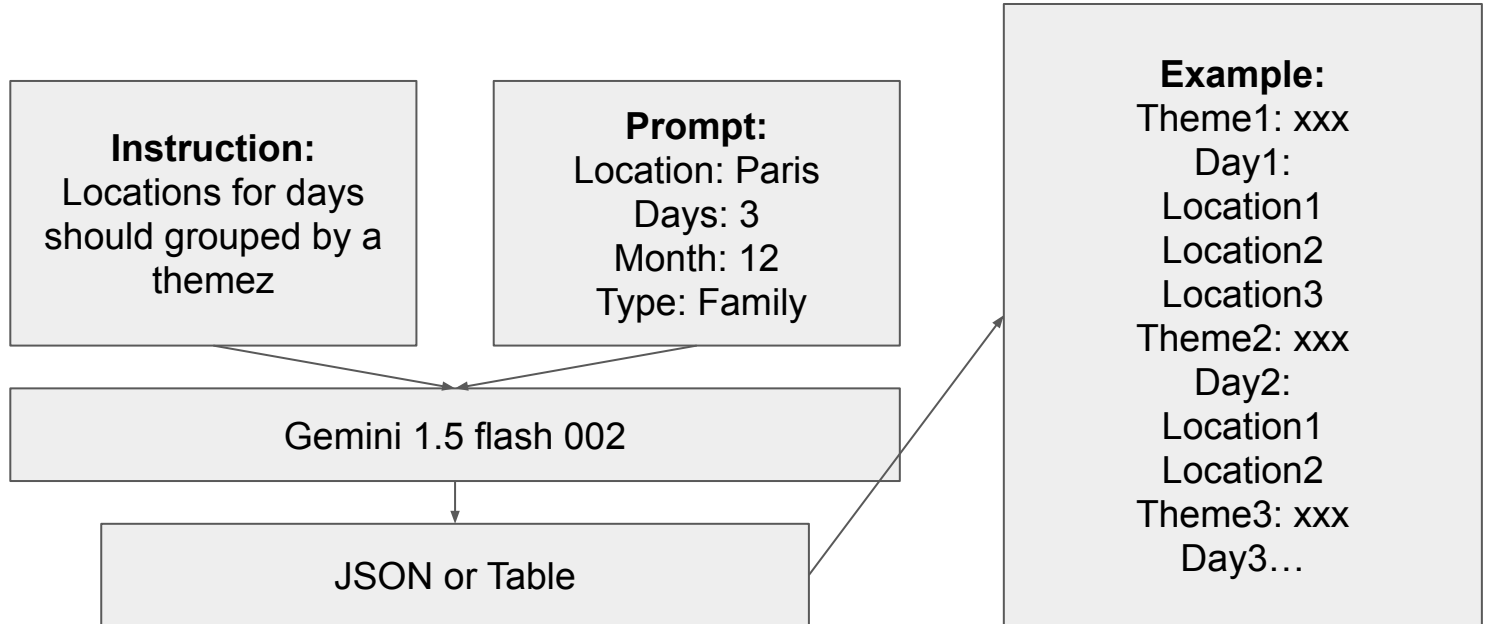 Instruction:
Locations for days
should grouped by a
themez
Prompt:
Location: Paris
Days: 3
Month: 12
Type: Family
Gemini 1.5 flash 002
JSON or Table
Example:
Theme1: xxx
Day1:
Location1
Location2
Location3
Theme2: xxx
Day2:
Location1
Location2
Theme3: xxx
Day3…